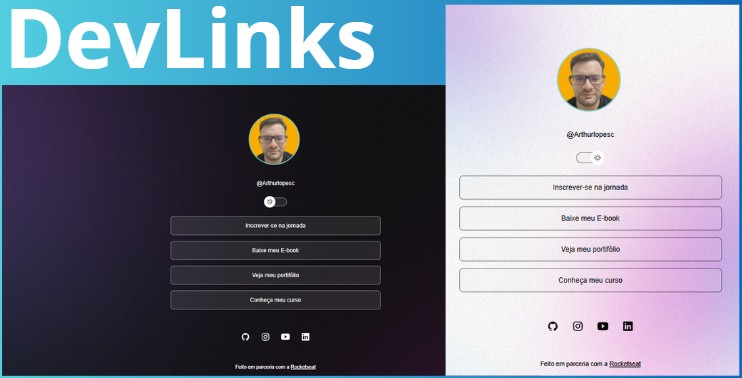 DevLinks
@Arthurlopesc
Inscrever-se na jornada
Baixe meu E-book
Veja meu portifólio
Conheça meu curso
Feito em parceria com a Rocketseat
@Arthurlopesc
Inscrever-se na jornada
Baixe meu E-book
Veja meu portifólio
Conheça meu curso
Feito em parceria com a Rocketseat